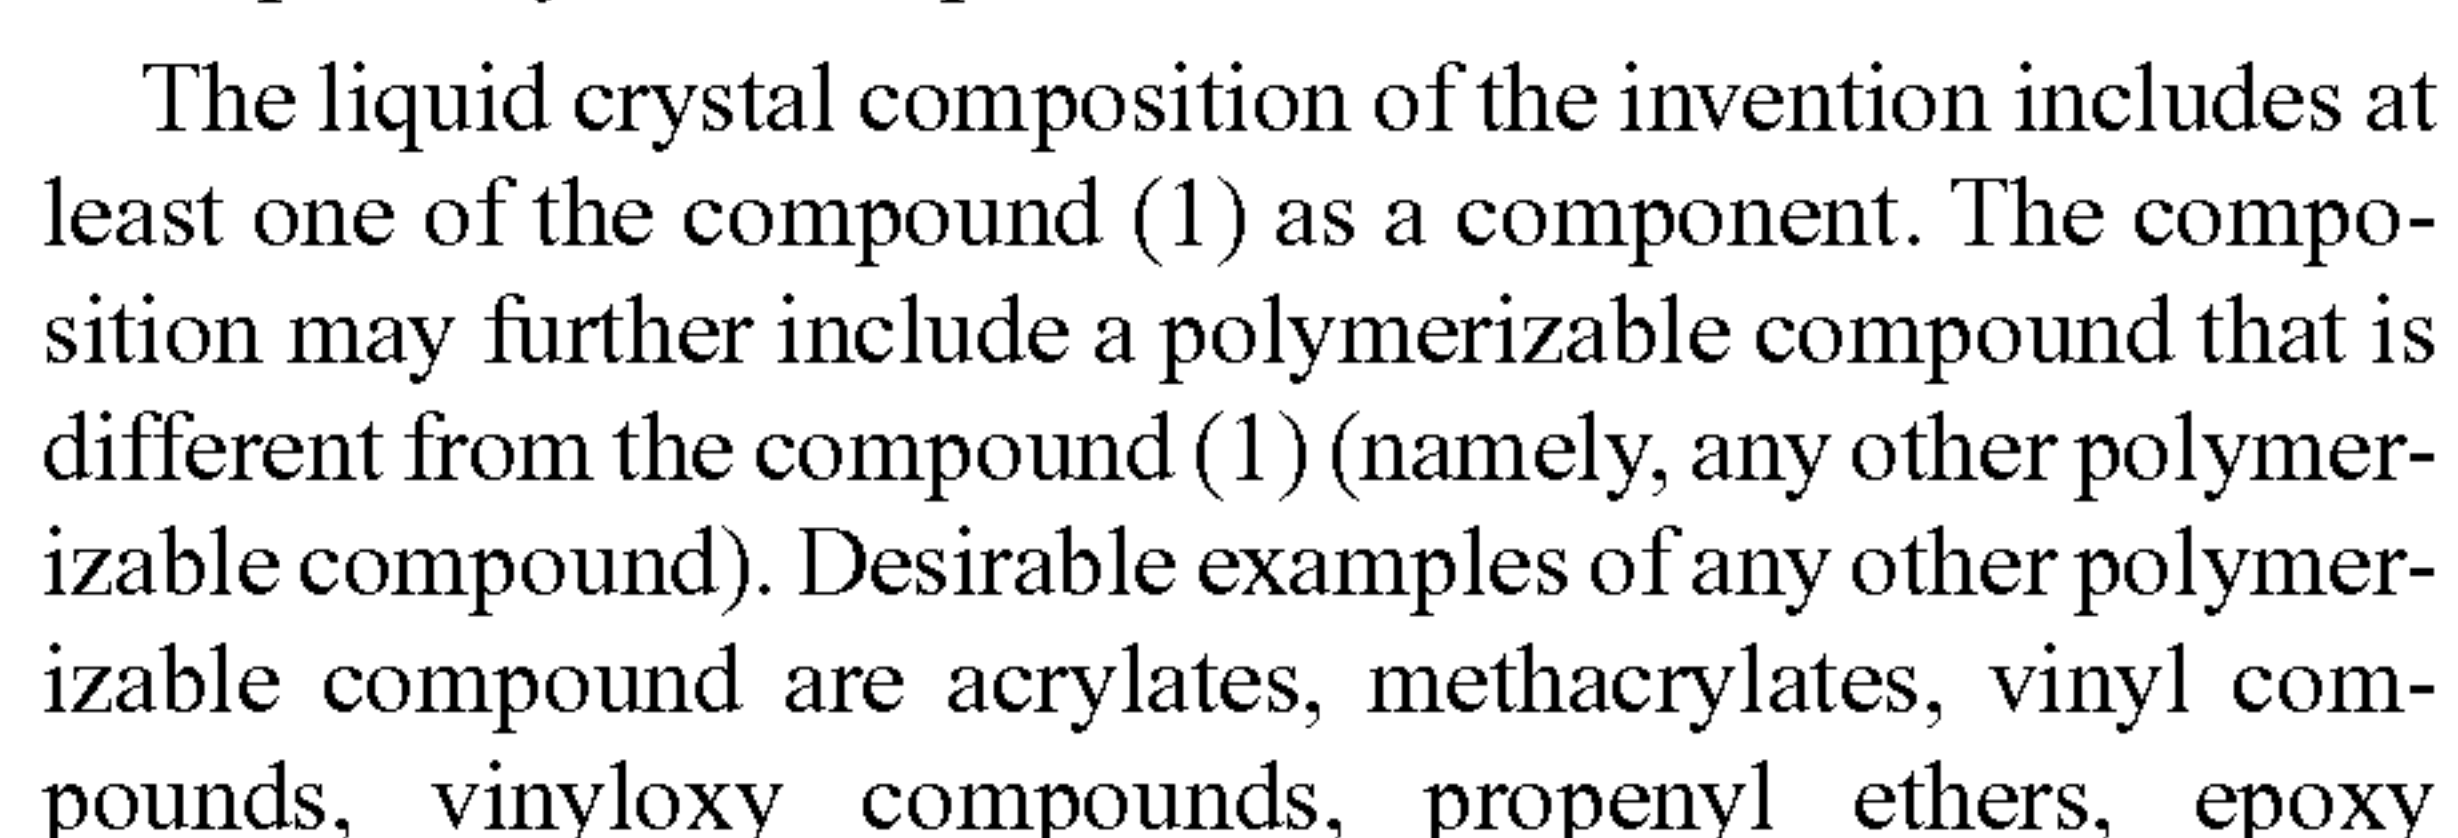 The liquid crystal composition of the invention includes at
least one of the compound (1) as a component. The compo-
sition may further include a polymerizable compound that is
different from the compound (1) (namely, any other polymer-
izable compound). Desirable examples of any other polymer-
izable compound are acrylates, methacrylates, vinyl com-
pounds, vinyloxy compounds, propenyl ethers, epoxy